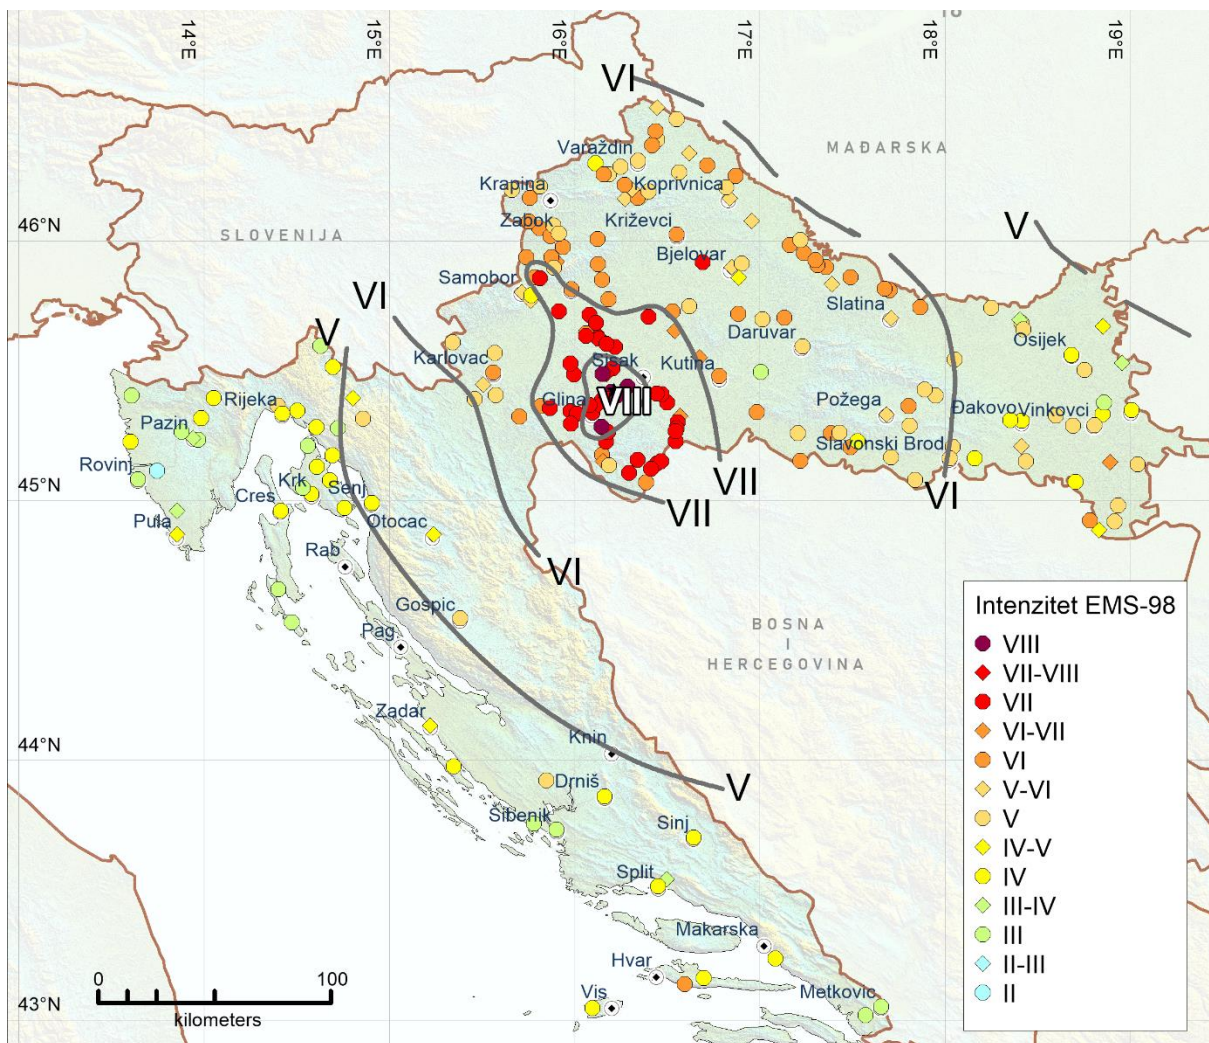 14°E
15°E
16°E
17°E
18°E
19°E
VI
Varaždin
MAĐARSKA
Krapina
Koprivnica
46°N
Zabok
Križevci
V
SLOVENIJA
Bjelovar
Samobor
VI
Slatina
V
Daruvar
Osijek
Karlovac
Sisak
Kutina
Rijeka
Glina
VIII
Požega
Đakovo
Vinkovci
Pazin
Slavonski Brod
Rovinj
45°N
Krk
Senj
VII
VI
Cres
VII
Pula
Otocac
Rab
VI
Gospic
BOSNA
I
HERCEGOVINA
Pag
Zadar
44°N
Knin
V
Drniš
Šibenik
Sinj
Split
Makarska
Hvar
43°N
Vis
Metkovic
0
100
kilometers
Intenzitet EMS-98
VIII
VII-VIII
VII
VI-VII
VI
V-VI
V
IV-V
IV
III-IV
III
II-III
II